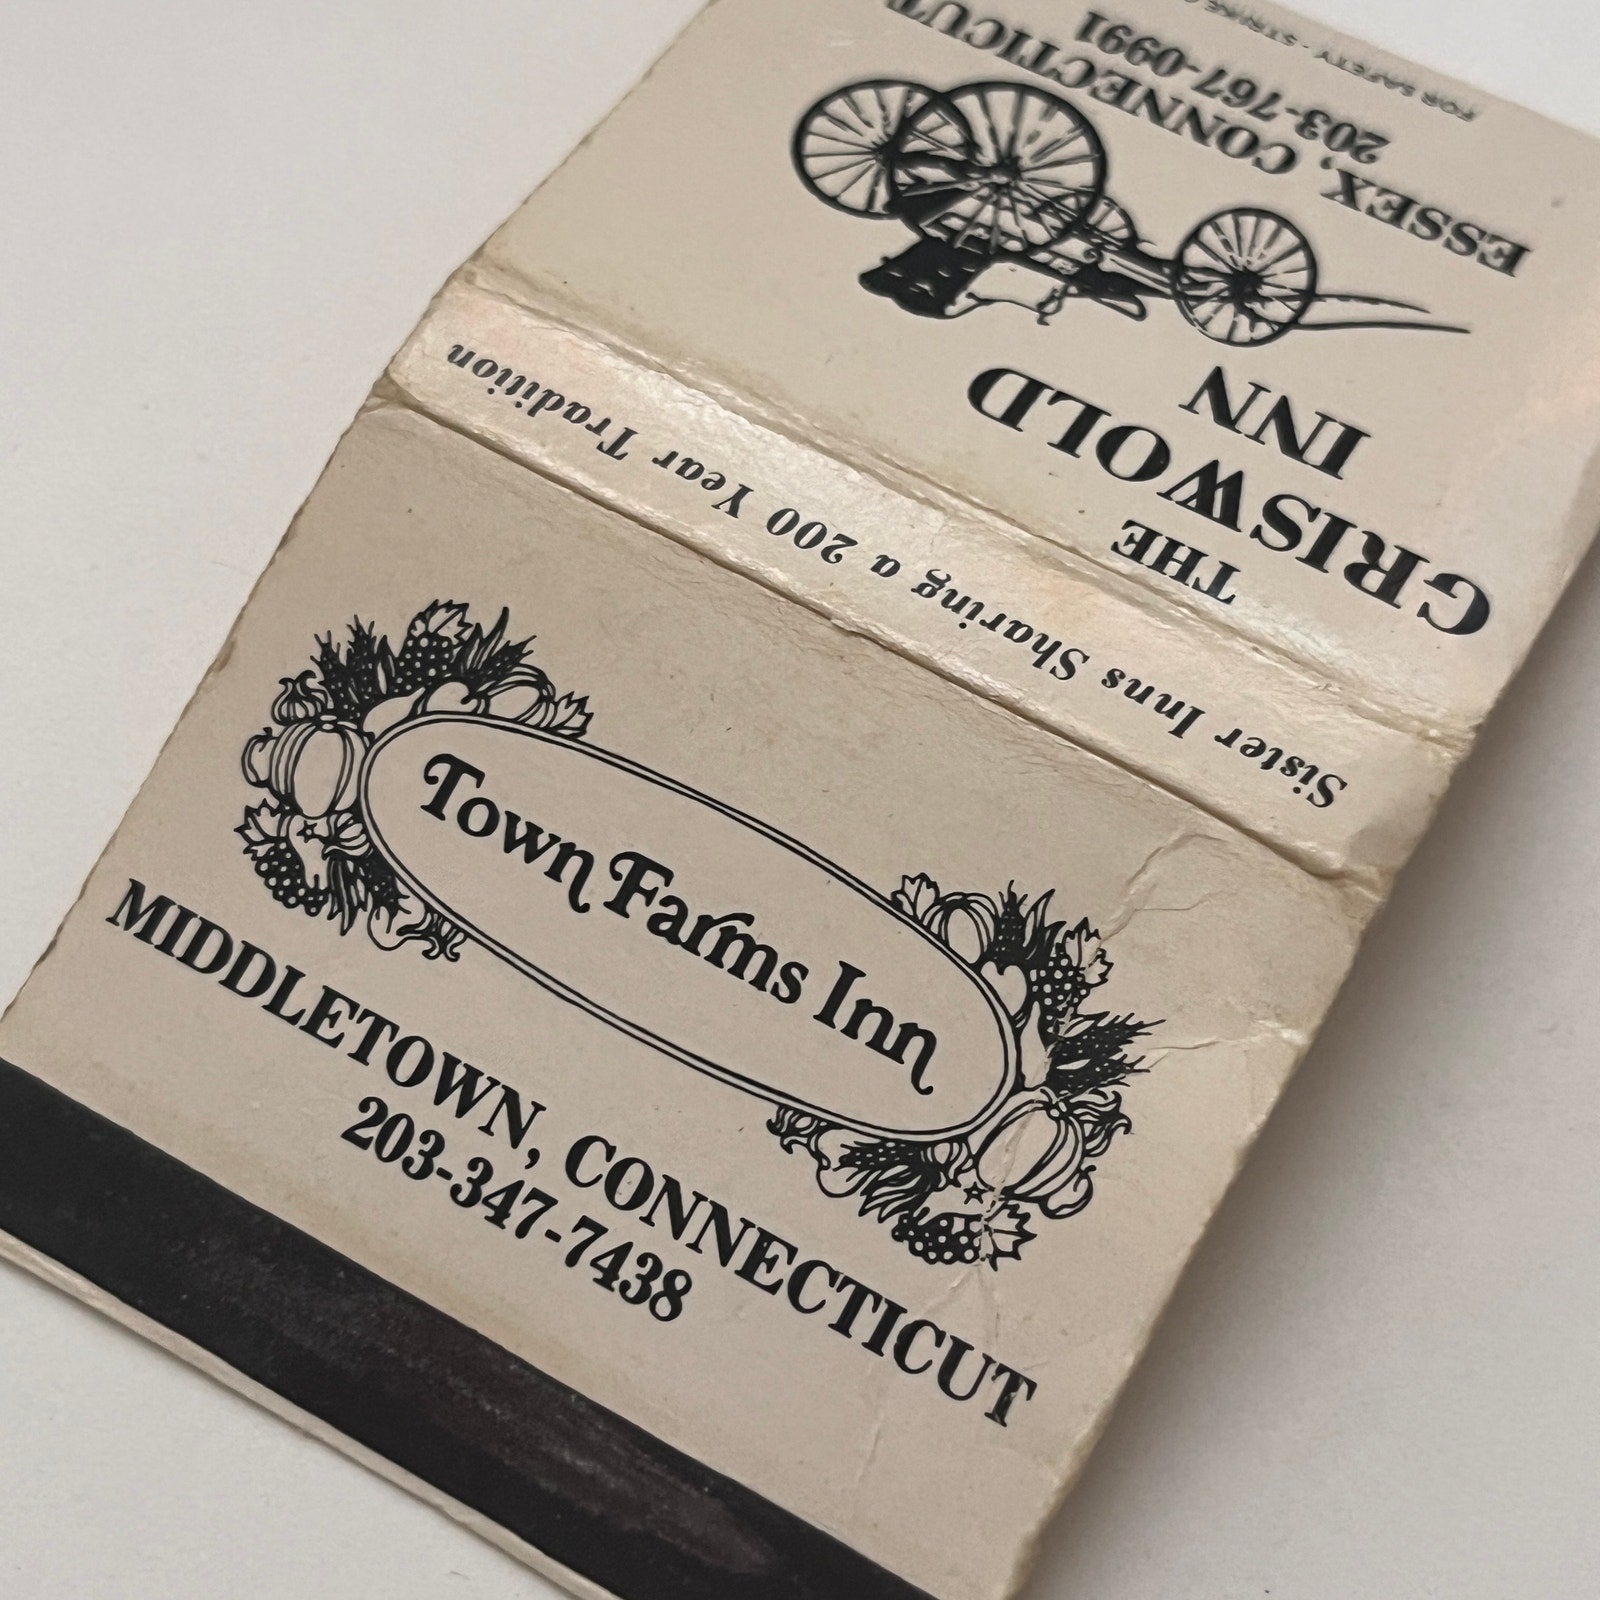 Town Farms Inn
MIDDLETOWN, CONNECTICUT
203-347-7438
Sister Inns Sharing a 200 Year Tradition
THE
GRISWOLD
INN
ESSEX, CONNECTICUT
203-767-0991
FOR SAFETY - STRIKE